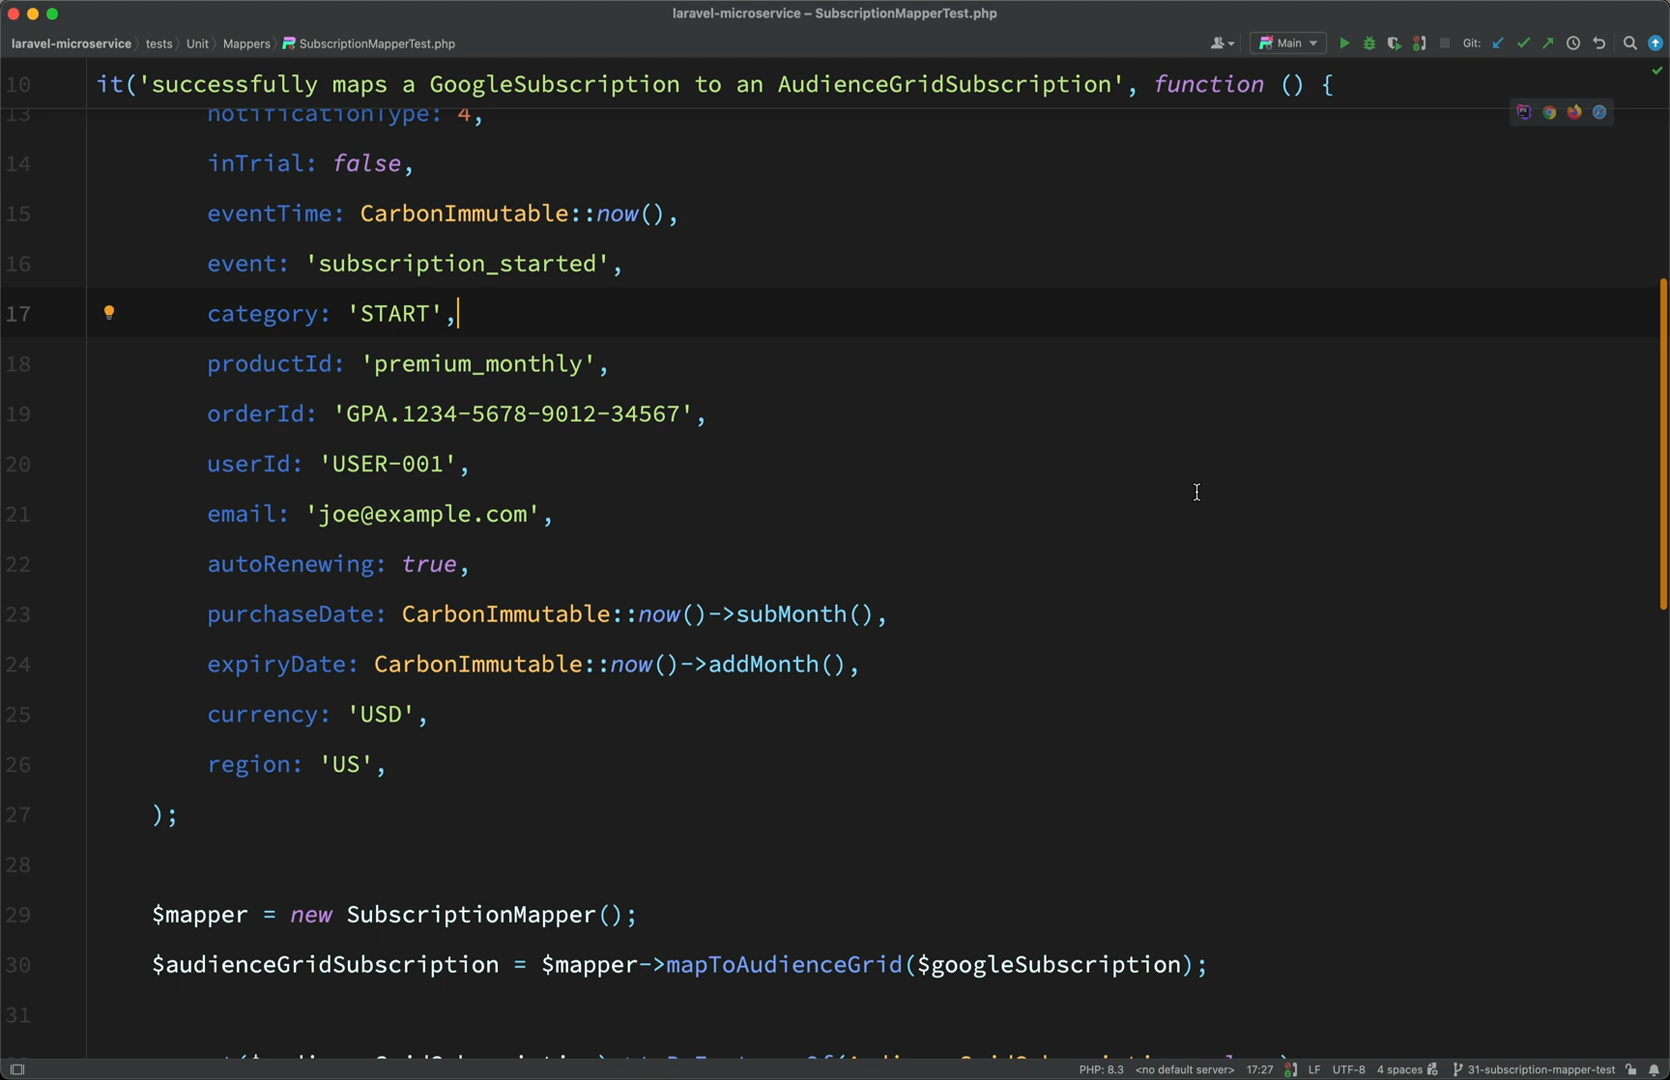 laravel-microservice – SubscriptionMapperTest.php
laravel-microservice tests Unit Mappers SubscriptionMapperTest.php
Main Git:
10 it('successfully maps a GoogleSubscription to an AudienceGridSubscription', function () {
13 notificationType: 4,
14 inTrial: false,
15 eventTime: CarbonImmutable::now(),
16 event: 'subscription_started',
17 category: 'START',
18 productId: 'premium_monthly',
19 orderId: 'GPA.1234-5678-9012-34567',
20 userId: 'USER-001',
21 email: 'joe@example.com',
22 autoRenewing: true,
23 purchaseDate: CarbonImmutable::now()->subMonth(),
24 expiryDate: CarbonImmutable::now()->addMonth(),
25 currency: 'USD',
26 region: 'US',
27 );
28
29 $mapper = new SubscriptionMapper();
30 $audienceGridSubscription = $mapper->mapToAudienceGrid($googleSubscription);
31
PHP: 8.3 <no default server> 17:27 LF UTF-8 4 spaces 31-subscription-mapper-test